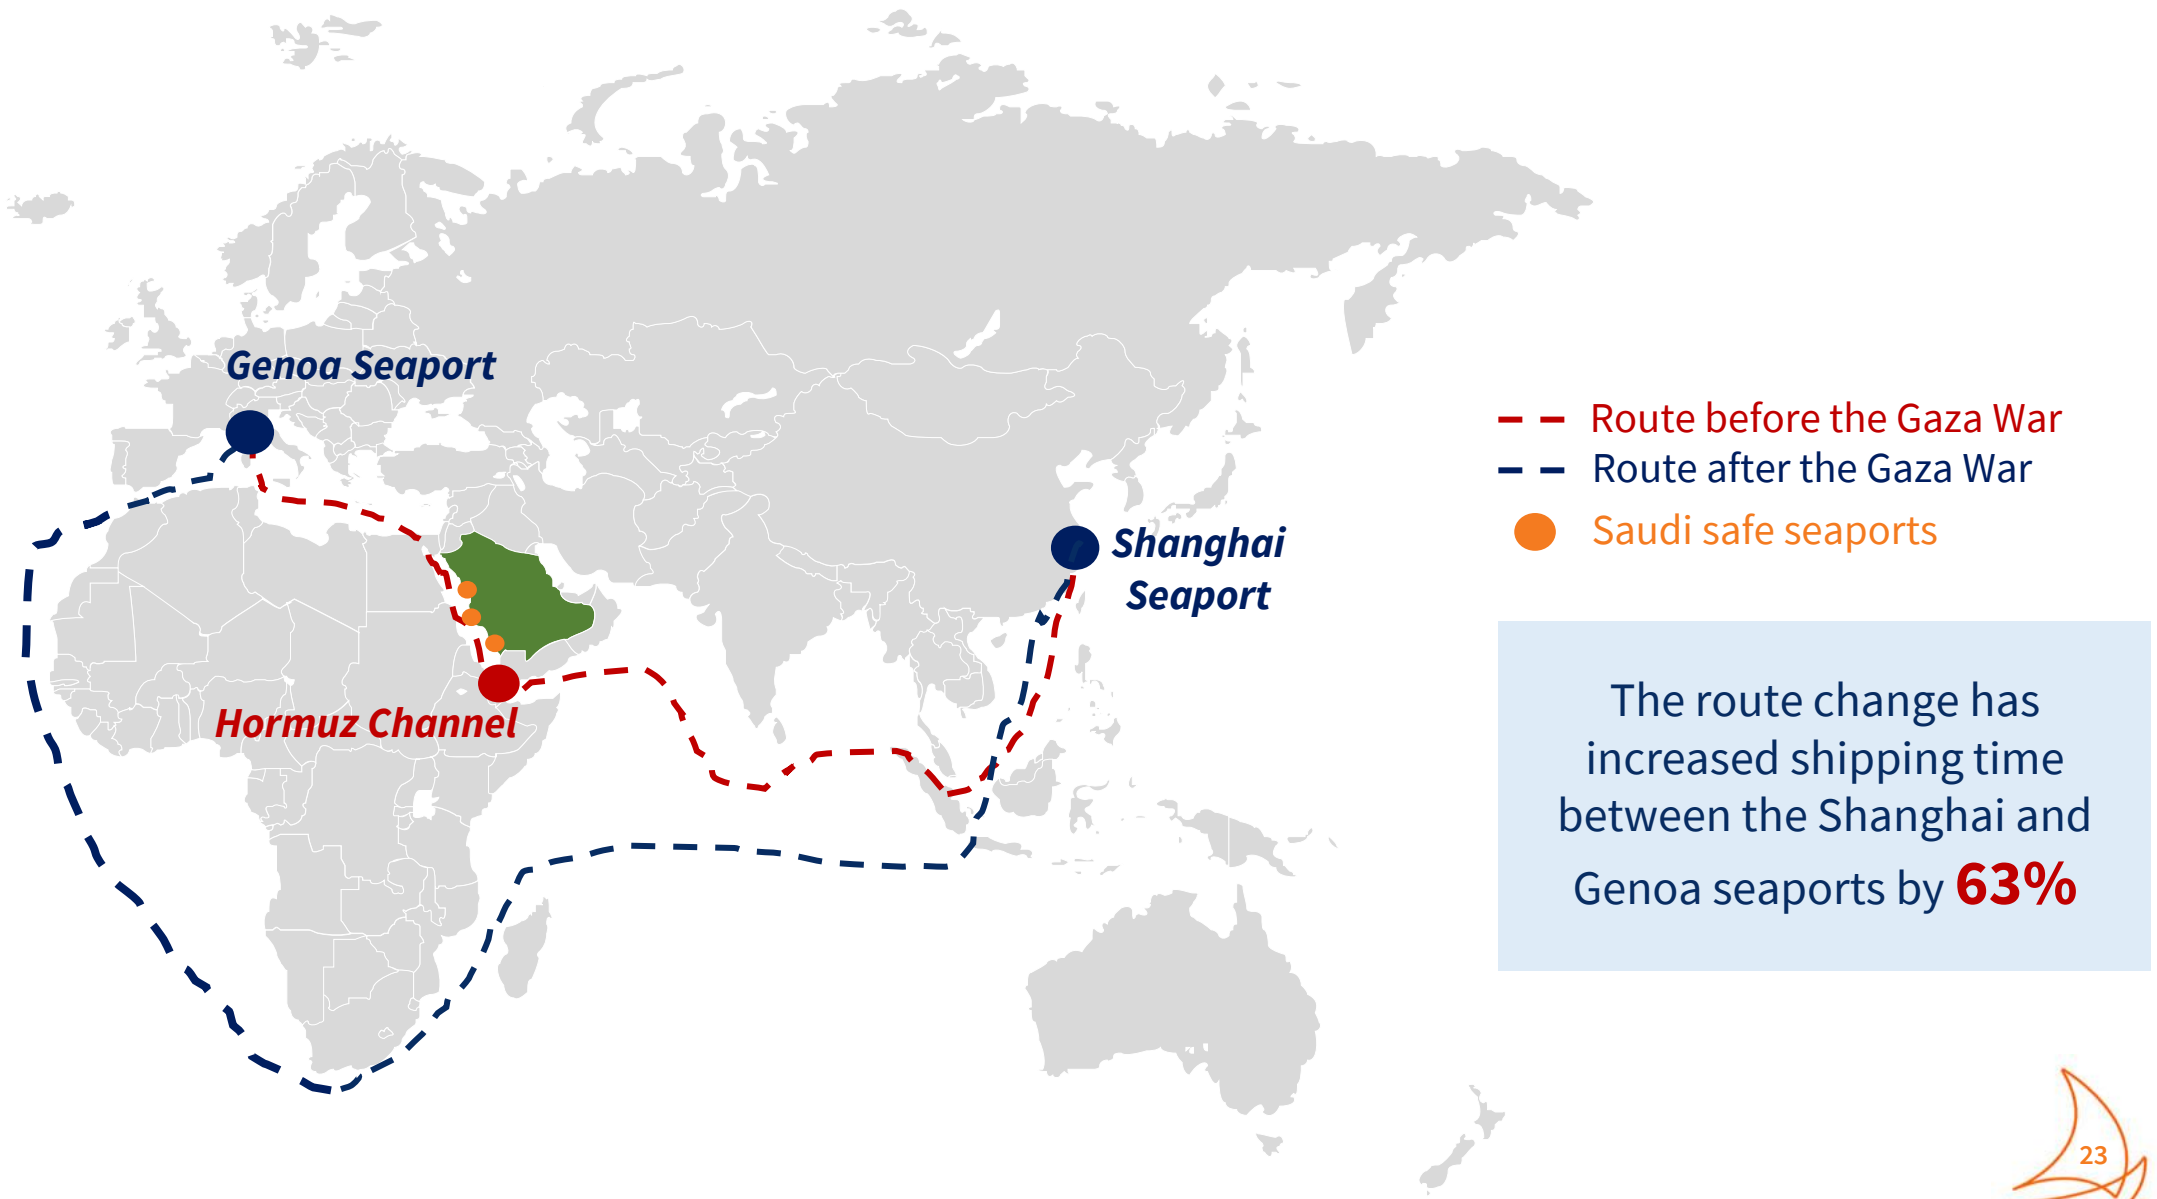 Genoa Seaport
Shanghai
Seaport
Hormuz Channel
Route before the Gaza War
Route after the Gaza War
Saudi safe seaports
The route change has
increased shipping time
between the Shanghai and
Genoa seaports by 63%
23